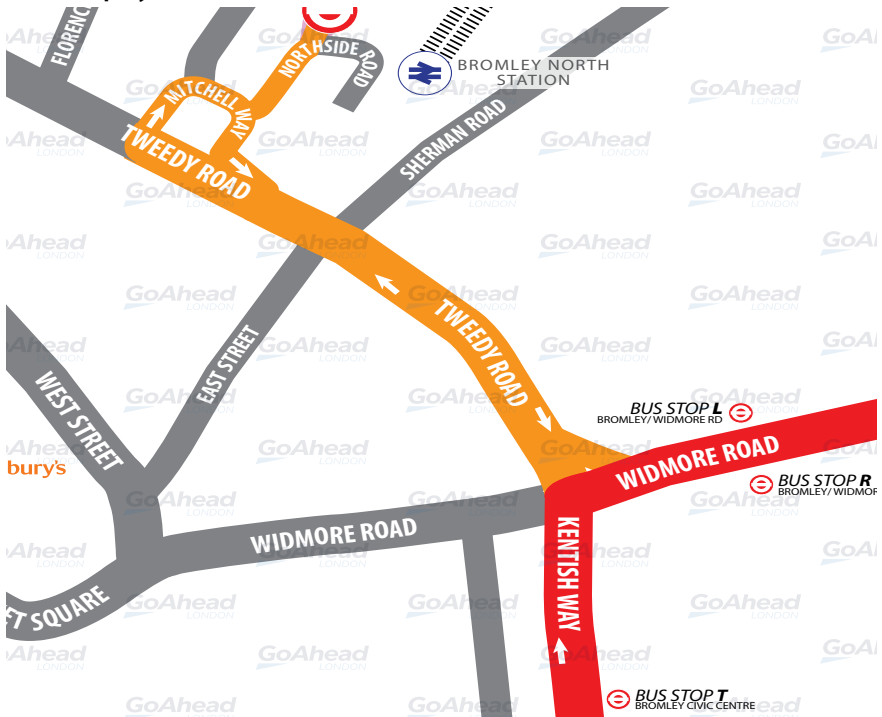 FLORENC
NORTHSIDE ROAD
MITCHELL WAY
BROMLEY NORTH
STATION
SHERMAN ROAD
TWEEDY ROAD
TWEEDY ROAD
EAST STREET
WEST STREET
BUS STOP L
BROMLEY/ WIDMORE RD
WIDMORE ROAD
bury's
BUS STOP R
BROMLEY/ WIDMOR
WIDMORE ROAD
KENTISH WAY
ET SQUARE
BUS STOP T
BROMLEY CIVIC CENTRE
GoAhead
LONDON